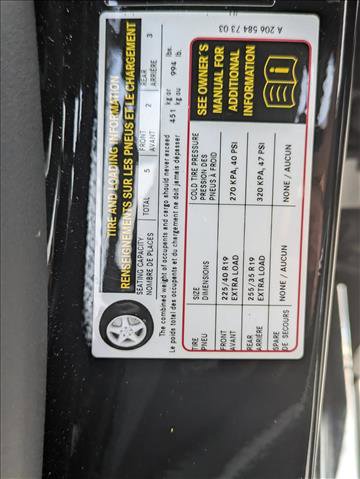 TIRE AND LOADING INFORMATION
RENSEIGNEMENTS SUR LES PNEUS ET LE CHARGEMENT
SEATING CAPACITY TOTAL 5 FRONT 2 REAR 3
NOMBRE DE PLACES AVANT ARRIÈRE
The combined weight of occupants and cargo should never exceed 451 kg or 994 lbs.
Le poids total des occupants et du chargement ne doit jamais dépasser 451 kg ou 994 lb.
TIRE SIZE COLD TIRE PRESSURE
PNEU DIMENSIONS PRESSION DES
PNEUS À FROID
FRONT 225/40 R19 270 KPA, 40 PSI
AVANT EXTRA LOAD
REAR 255/35 R19 320 KPA, 47 PSI
ARRIÈRE EXTRA LOAD
SPARE NONE / AUCUN NONE / AUCUN
DE SECOURS
SEE OWNER'S
MANUAL FOR
ADDITIONAL
INFORMATION
A 206 584 73 03